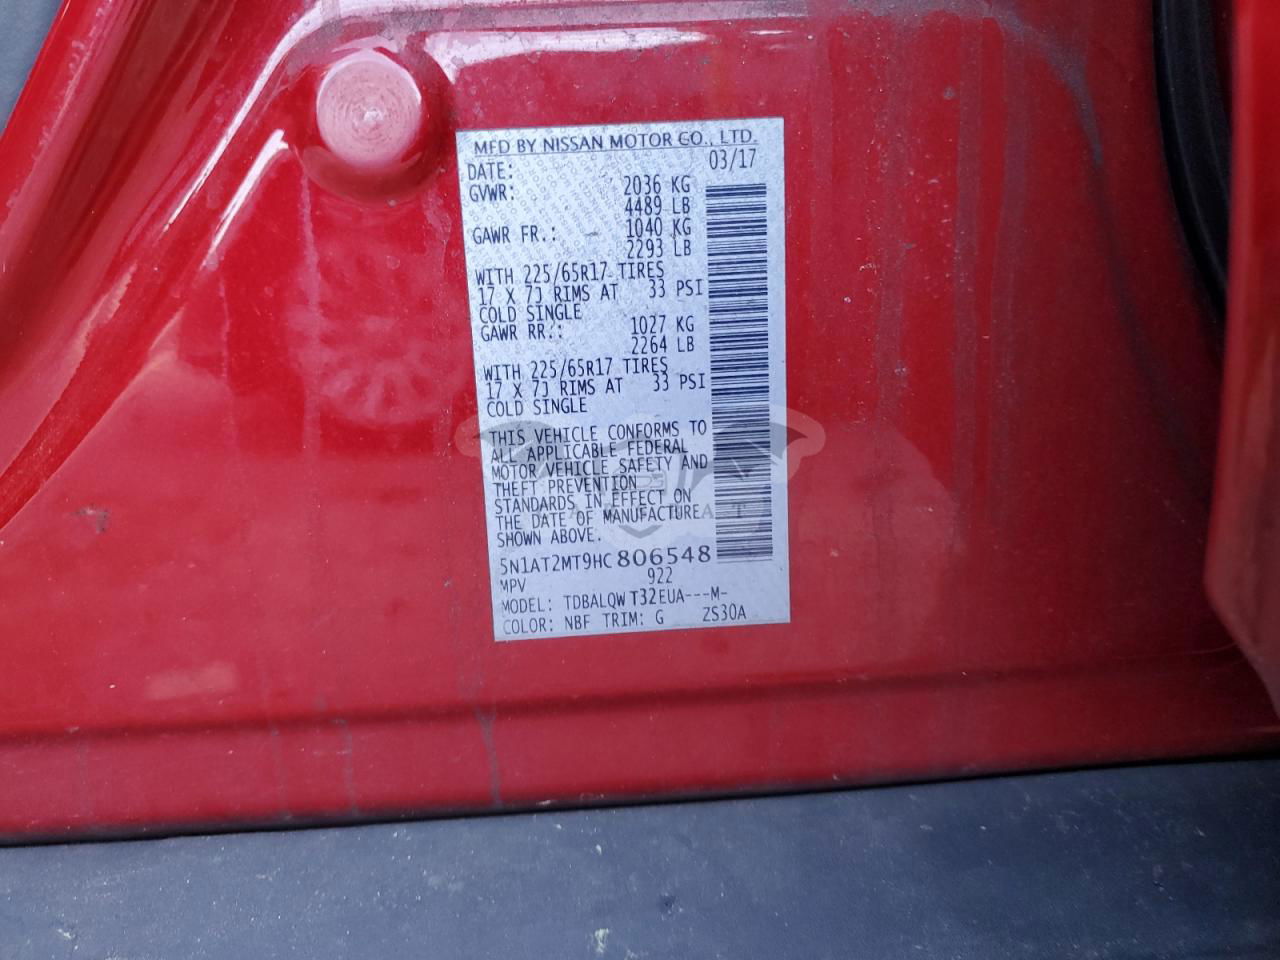 MFD BY NISSAN MOTOR CO., LTD.
DATE: 03/17
GVWR: 2036 KG
4489 LB
GAWR FR.: 1040 KG
2293 LB
WITH 225/65R17 TIRES
17 X 7J RIMS AT 33 PSI
COLD SINGLE
GAWR RR.: 1027 KG
2264 LB
WITH 225/65R17 TIRES
17 X 7J RIMS AT 33 PSI
COLD SINGLE
THIS VEHICLE CONFORMS TO
ALL APPLICABLE FEDERAL
MOTOR VEHICLE SAFETY AND
THEFT PREVENTION
STANDARDS IN EFFECT ON
THE DATE OF MANUFACTURE
SHOWN ABOVE.
5N1AT2MT9HC806548
MPV 922
MODEL: TDBALQW T32EUA---M-
COLOR: NBF TRIM: G ZS30A